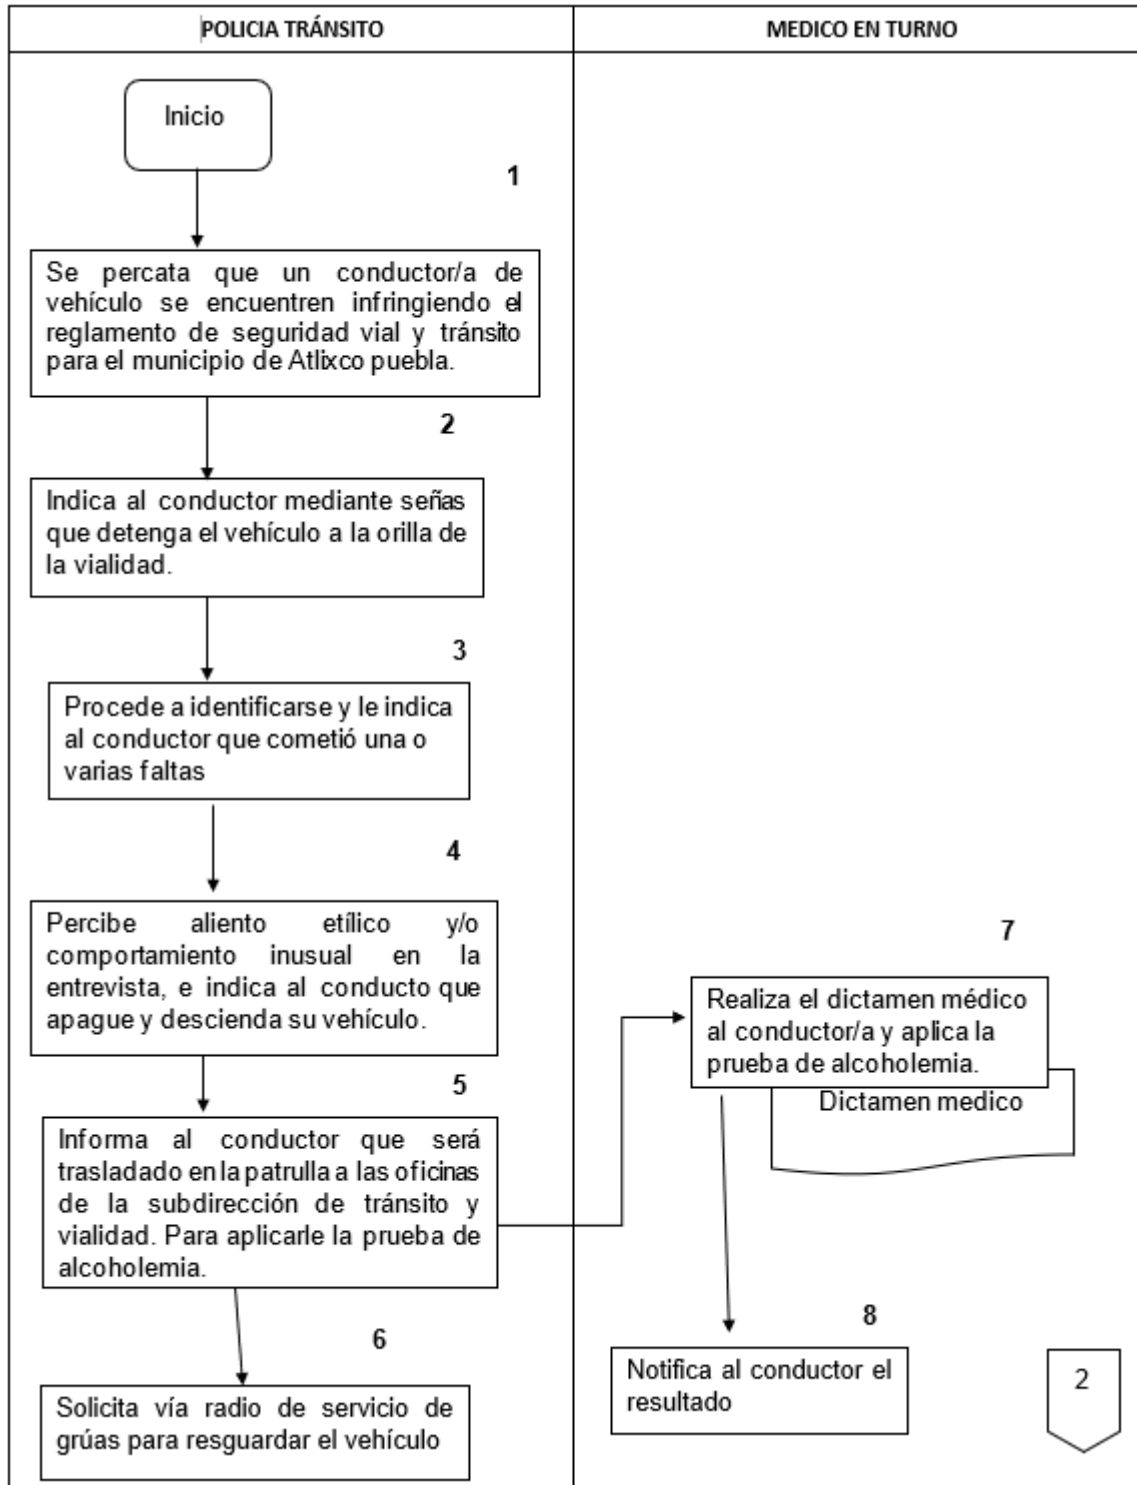 POLICIA TRÁNSITO
MEDICO EN TURNO
Inicio
1
Se percata que un conductor/a de
vehículo se encuentren infringiendo el
reglamento de seguridad vial y tránsito
para el municipio de Atlixco puebla.
2
Indica al conductor mediante señas
que detenga el vehículo a la orilla de
la vialidad.
3
Procede a identificarse y le indica
al conductor que cometió una o
varias faltas
4
Percibe aliento etílico y/o
comportamiento inusual en la
entrevista, e indica al conducto que
apague y descienda su vehículo.
5
Informa al conductor que será
trasladado en la patrulla a las oficinas
de la subdirección de tránsito y
vialidad. Para aplicarle la prueba de
alcoholemia.
6
Solicita vía radio de servicio de
grúas para resguardar el vehículo
7
Realiza el dictamen médico
al conductor/a y aplica la
prueba de alcoholemia.
Dictamen medico
8
Notifica al conductor el
resultado
2